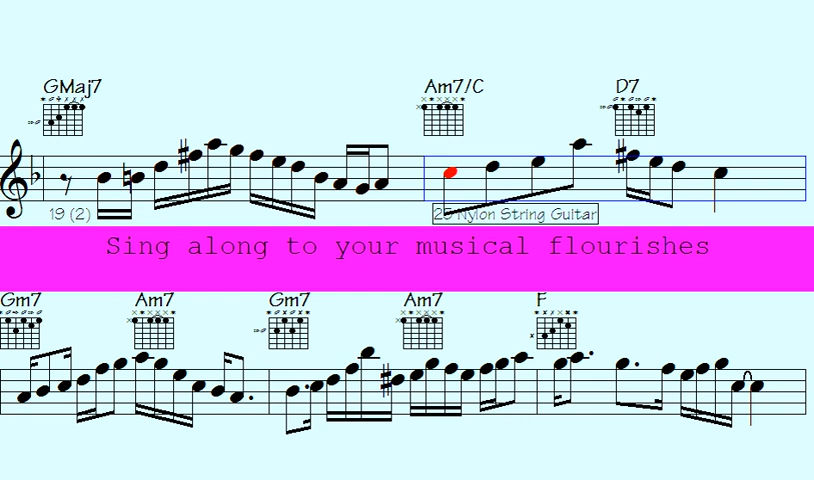 GMaj7 Am7/C D7
19 (2) 25 Nylon String Guitar
Sing along to your musical flourishes
Gm7 Am7 Gm7 Am7 F